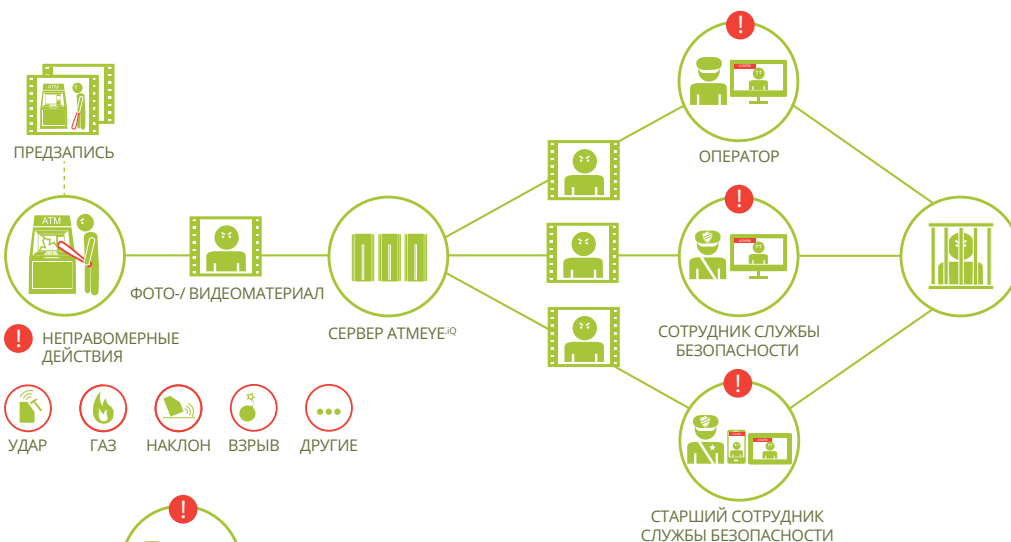 ПРЕДЗАПИСЬ
ATM
ATM
ФОТО-/ ВИДЕОМАТЕРИАЛ
!
НЕПРАВОМЕРНЫЕ
ДЕЙСТВИЯ
УДАР
ГАЗ
НАКЛОН
ВЗРЫВ
ДРУГИЕ
СЕРВЕР ATMEYE.iQ
!
ОПЕРАТОР
!
СОТРУДНИК СЛУЖБЫ
БЕЗОПАСНОСТИ
!
СТАРШИЙ СОТРУДНИК
СЛУЖБЫ БЕЗОПАСНОСТИ
!